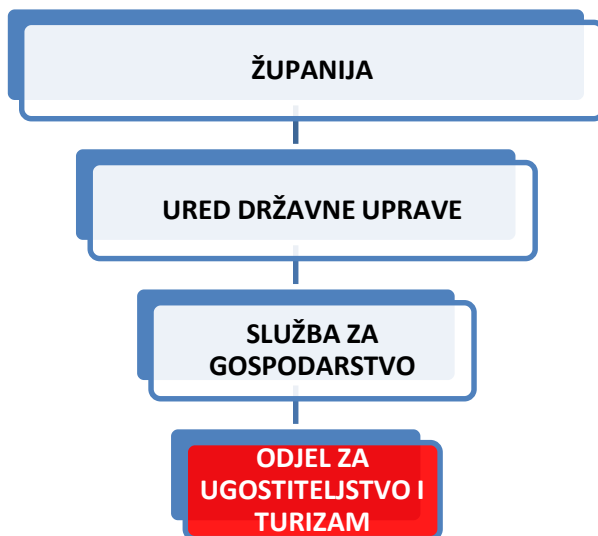 ŽUPANIJA
URED DRŽAVNE UPRAVE
SLUŽBA ZA
GOSPODARSTVO
ODJEL ZA
UGOSTITELJSTVO I
TURIZAM